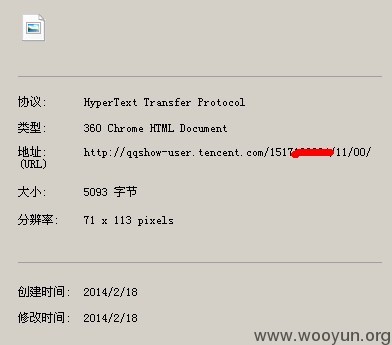 协议: HyperText Transfer Protocol
类型: 360 Chrome HTML Document
地址: http://qqshow-user.tencent.com/1517/11/00/
(URL)
大小: 5093 字节
分辨率: 71 x 113 pixels
创建时间: 2014/2/18
修改时间: 2014/2/18
www.wooyun.org